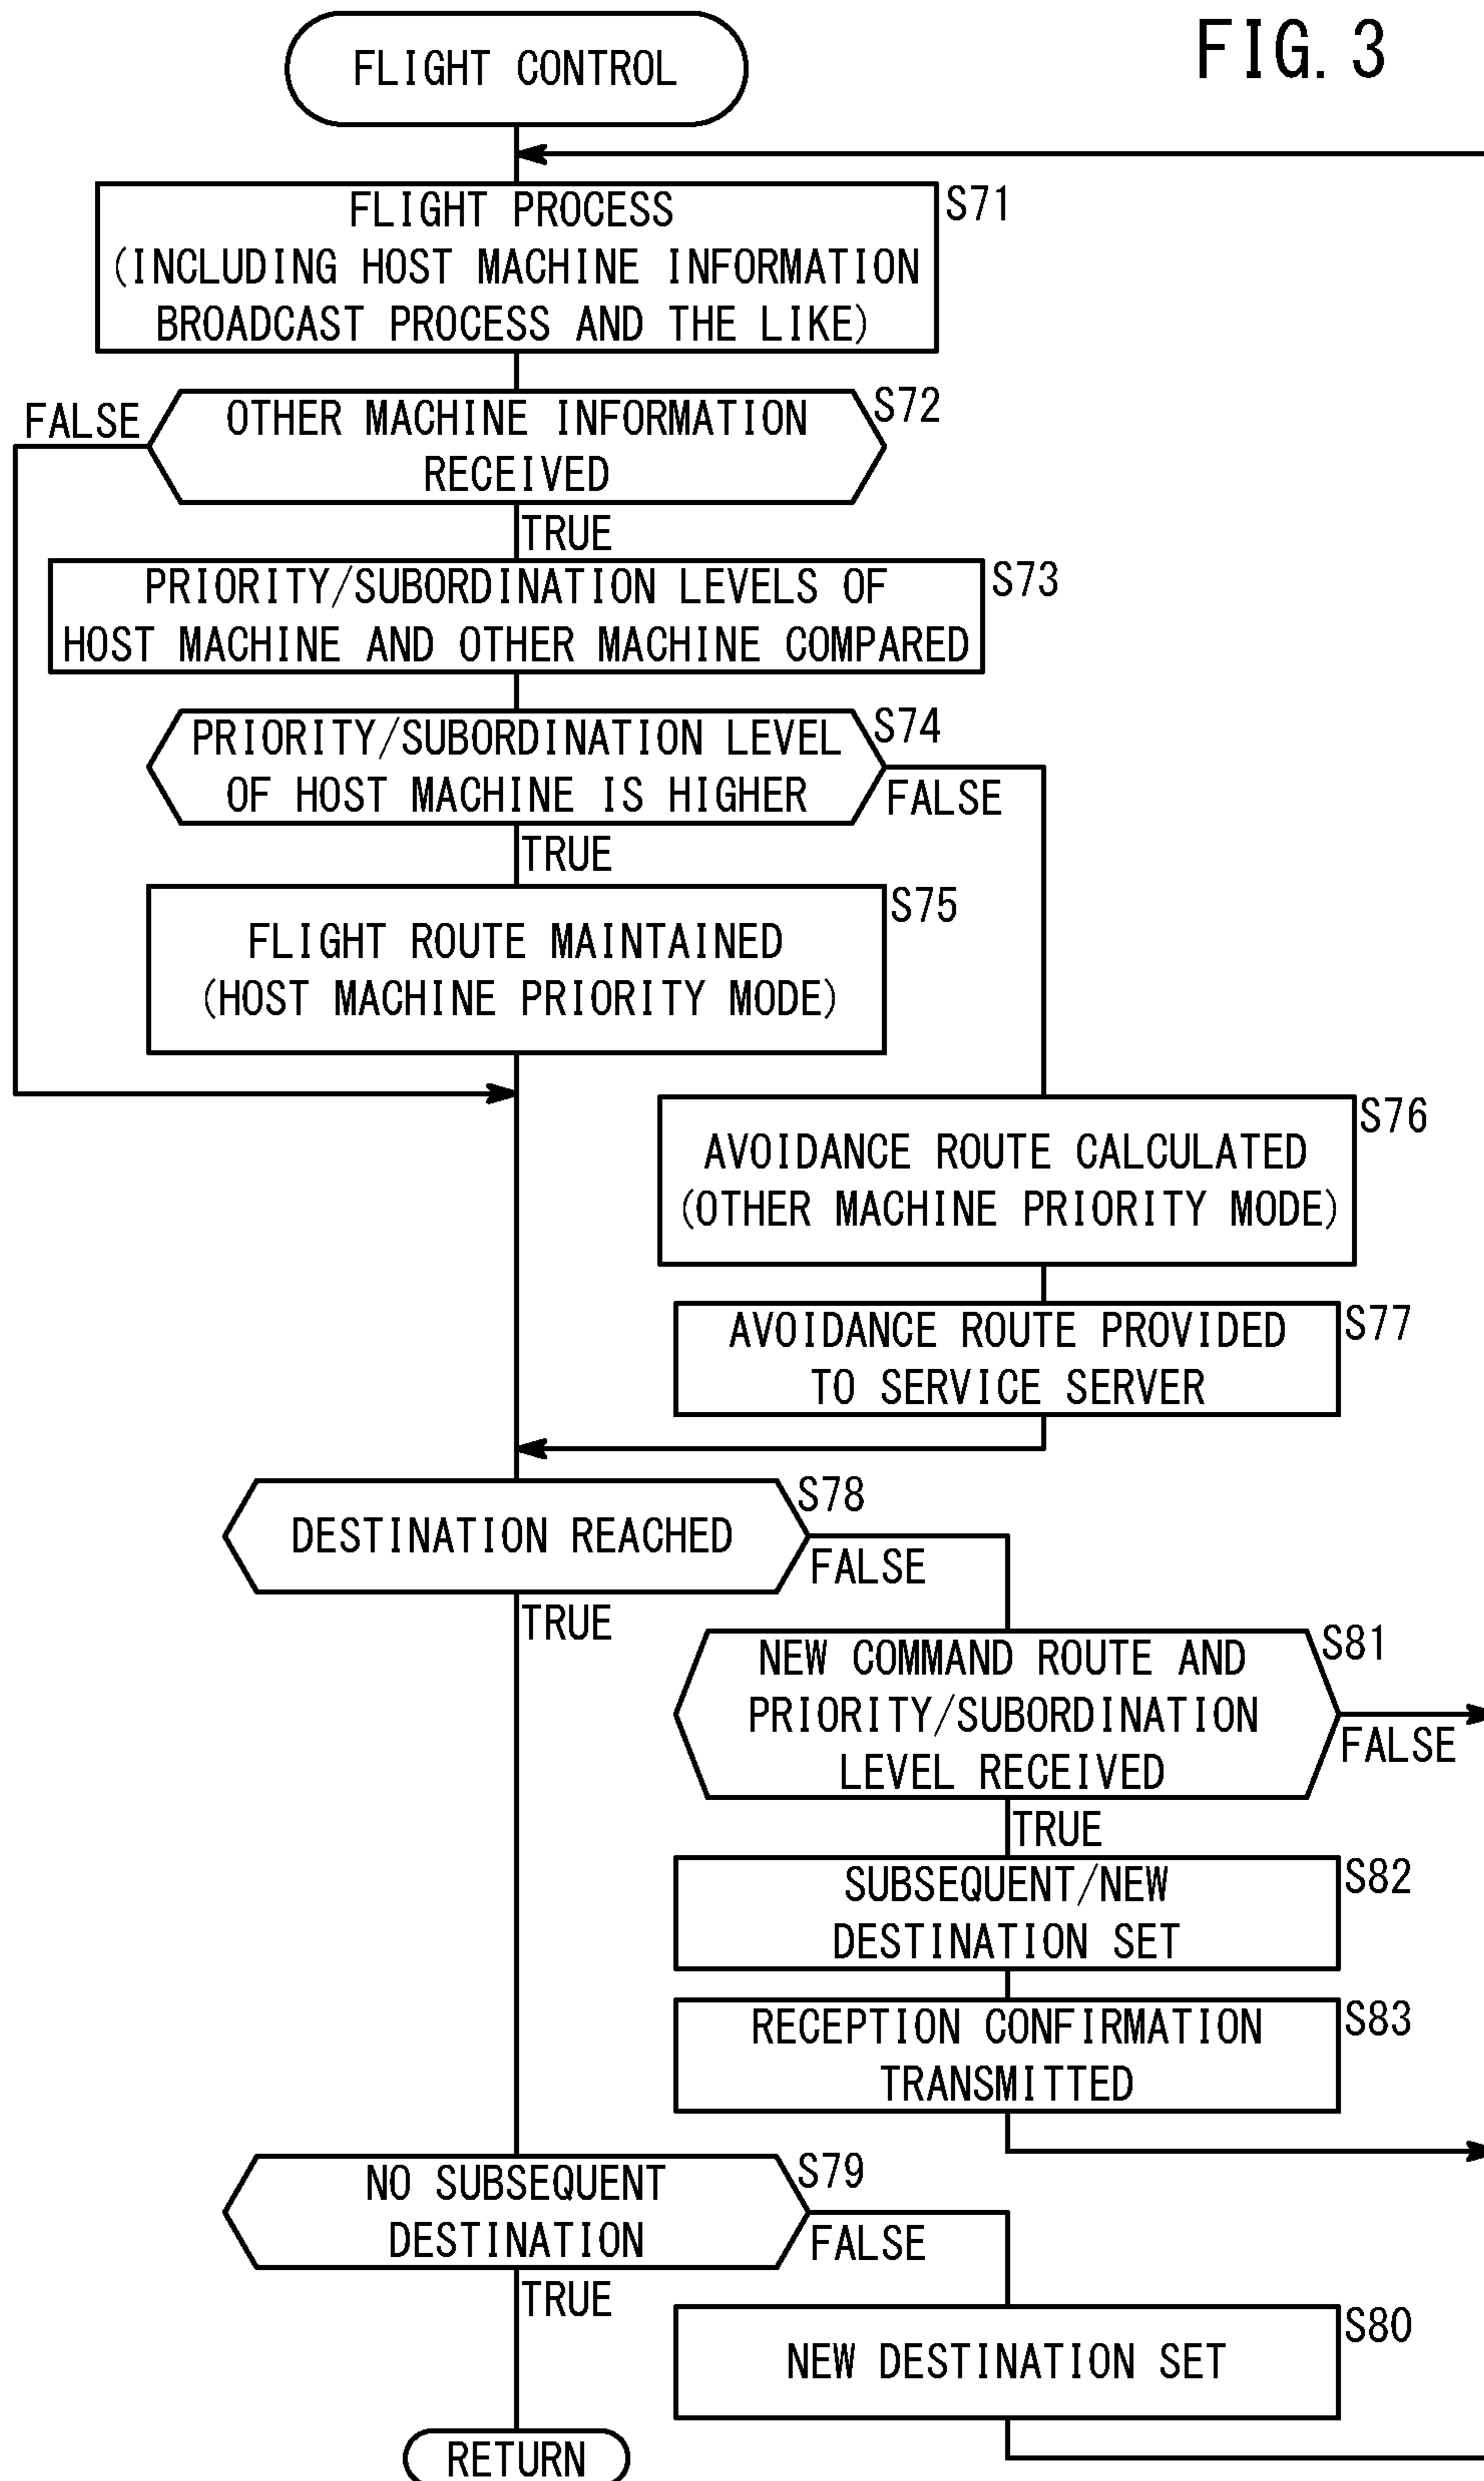 FIG. 3
FLIGHT CONTROL
FLIGHT PROCESS
(INCLUDING HOST MACHINE INFORMATION
BROADCAST PROCESS AND THE LIKE)
S71
OTHER MACHINE INFORMATION
RECEIVED
S72
FALSE
TRUE
PRIORITY/SUBORDINATION LEVELS OF
HOST MACHINE AND OTHER MACHINE COMPARED
S73
PRIORITY/SUBORDINATION LEVEL
OF HOST MACHINE IS HIGHER
S74
FALSE
TRUE
FLIGHT ROUTE MAINTAINED
(HOST MACHINE PRIORITY MODE)
S75
AVOIDANCE ROUTE CALCULATED
(OTHER MACHINE PRIORITY MODE)
S76
AVOIDANCE ROUTE PROVIDED
TO SERVICE SERVER
S77
DESTINATION REACHED
S78
FALSE
TRUE
NEW COMMAND ROUTE AND
PRIORITY/SUBORDINATION
LEVEL RECEIVED
S81
FALSE
TRUE
SUBSEQUENT/NEW
DESTINATION SET
S82
RECEPTION CONFIRMATION
TRANSMITTED
S83
NO SUBSEQUENT
DESTINATION
S79
FALSE
TRUE
NEW DESTINATION SET
S80
RETURN